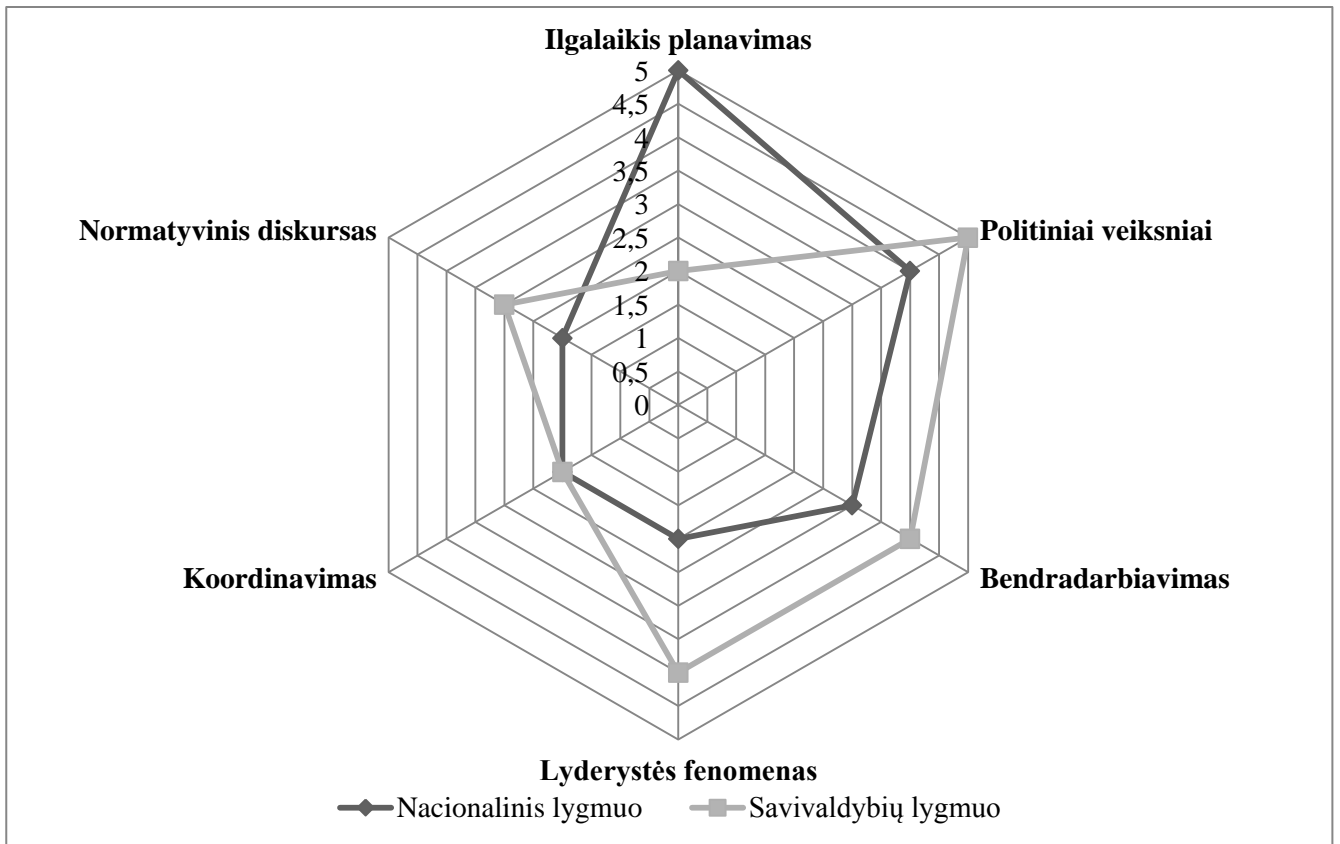 Ilgalaikis planavimas
5
4,5
4
3,5
3
2,5
2
1,5
1
0,5
0
Normatyvinis diskursas
Politiniai veiksniai
Koordinavimas
Bendradarbiavimas
Lyderystės fenomenas
Nacionalinis lygmuo
Savivaldybių lygmuo